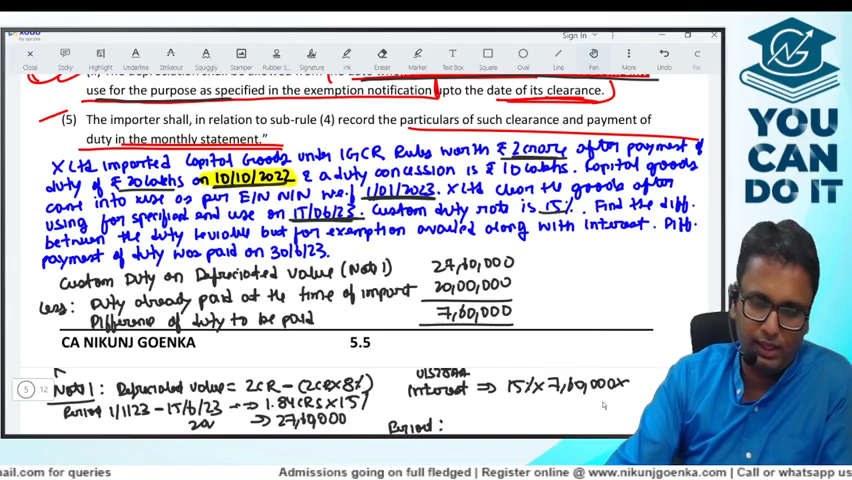 Sign In
Close
Sticky
Highlight
Underline
Strikeout
Squiggly
Text Box
Rubber S...
Signature
Ink
Arrow
Text
Square
Oval
Line
Pan
More
Undo
Redo
use for the purpose as specified in the exemption notification upto the date of its clearance.
(5) The importer shall, in relation to sub-rule (4) record the particulars of such clearance and payment of
duty in the monthly statement."
X Ltd imported Capital Goods under IGCR Rules worth ₹ 2 crore after payment of
duty of ₹ 20 lakhs on 10/10/2022 & a duty concession is ₹ 10 lakhs. Capital goods
came into use as per E/N N/N w.e.f 1/01/2023. X Ltd clear the goods after
using for specified end use on 15/06/23. Custom duty rate is 15%. Find the diff.
between the duty leviable but for exemption availed along with interest. Diff.
payment of duty was paid on 30/6/23.
Custom Duty on Depreciated Value (Note 1) 27,60,000
Less: Duty already paid at the time of import 20,00,000
Difference of duty to be paid 7,60,000
CA NIKUNJ GOENKA 5.5
5 12
Note 1: Depreciated value = 2CR - (2CR X 8%)
Period 1/1/23 - 15/6/23 → 1.84 CRS X 15%
2Q → 27,60,000
Interest ⇒ 15% X 7,60,000 X
Period:
NG
YOU
CAN
DO
IT
mail.com for queries
Admissions going on full fledged | Register online @ www.nikunjgoenka.com | Call or whatsapp us